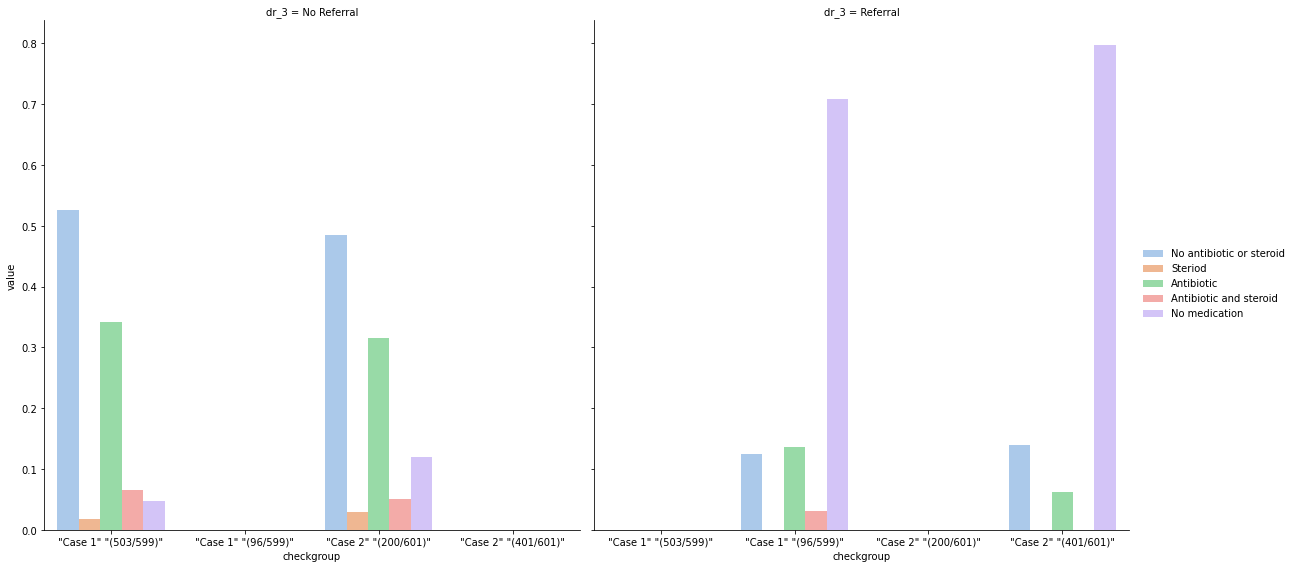 dr_3 = No Referral
dr_3 = Referral
value
0.8
0.7
0.6
0.5
0.4
0.3
0.2
0.1
0.0
"Case 1" "(503/599)"
"Case 1" "(96/599)"
"Case 2" "(200/601)"
"Case 2" "(401/601)"
checkgroup
"Case 1" "(503/599)"
"Case 1" "(96/599)"
"Case 2" "(200/601)"
"Case 2" "(401/601)"
checkgroup
No antibiotic or steroid
Steriod
Antibiotic
Antibiotic and steroid
No medication